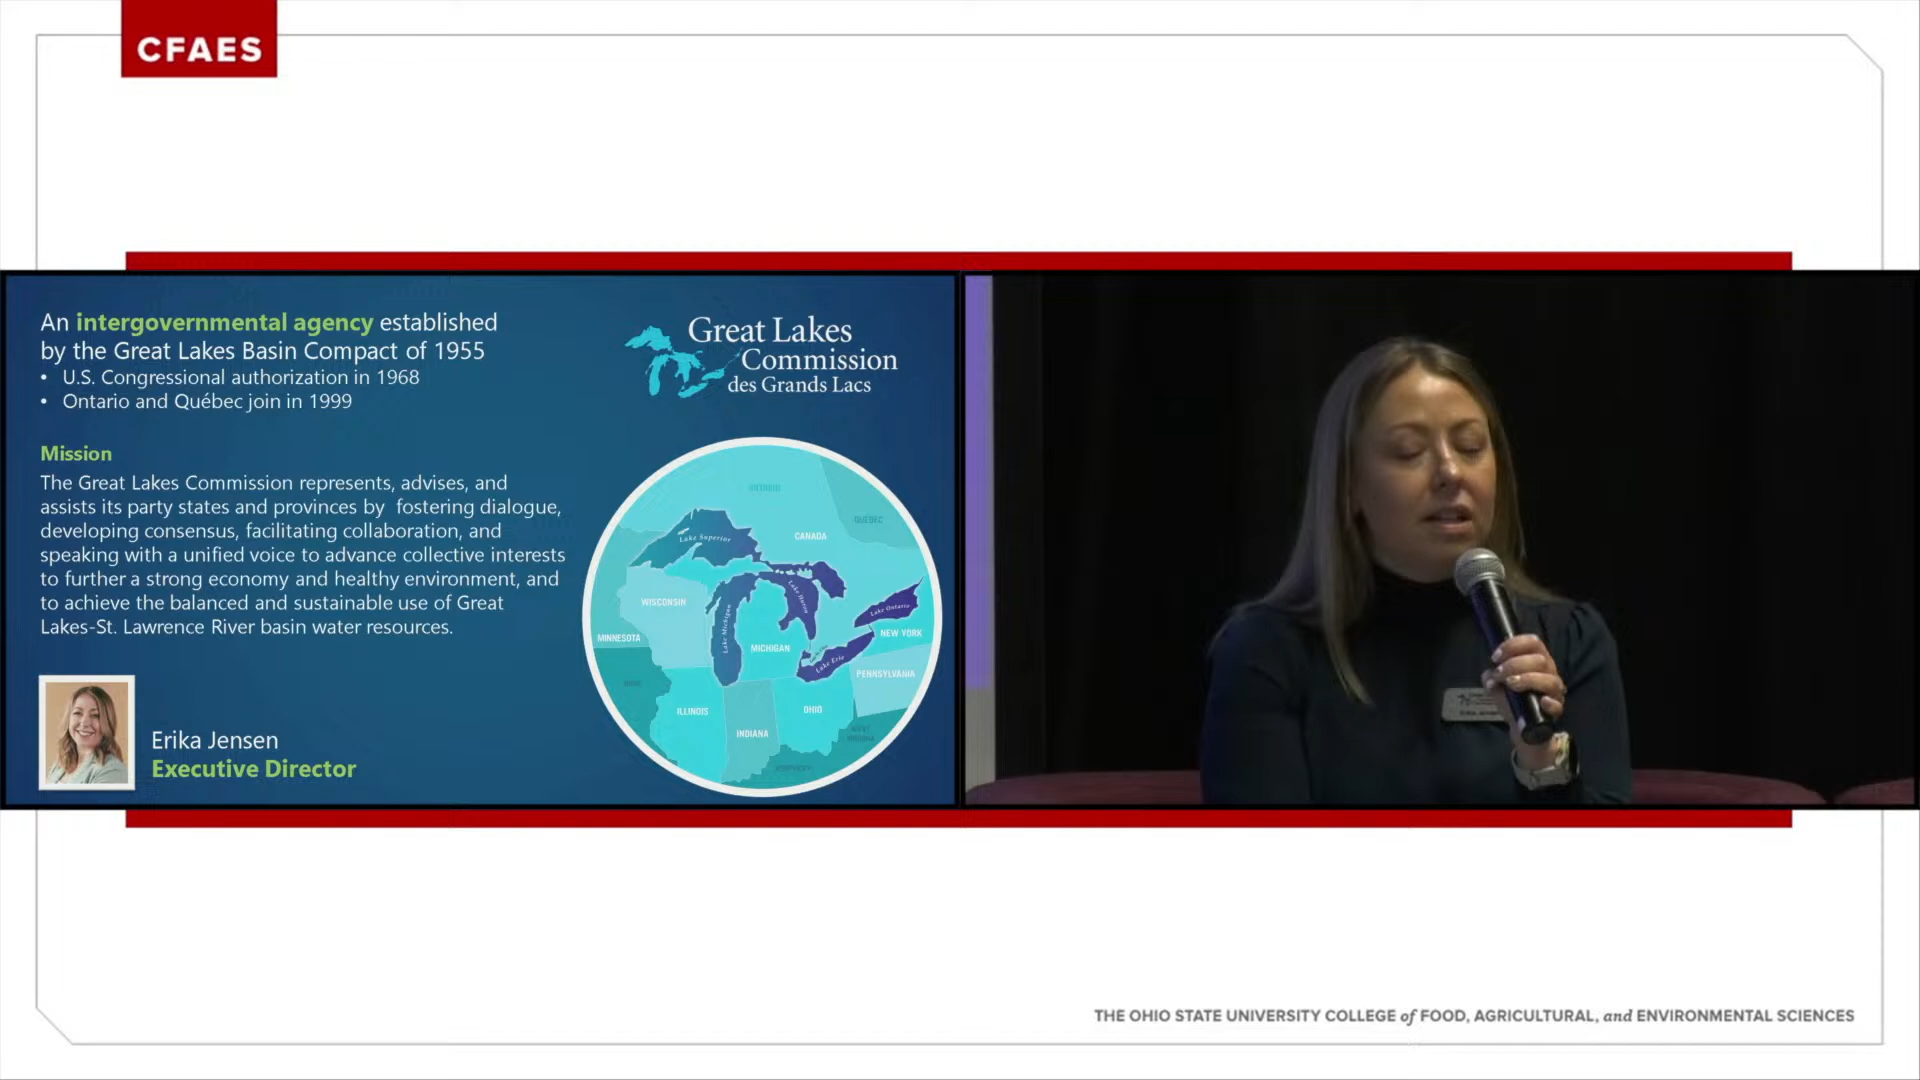 CFAES
An intergovernmental agency established
by the Great Lakes Basin Compact of 1955
• U.S. Congressional authorization in 1968
• Ontario and Québec join in 1999
Mission
The Great Lakes Commission represents, advises, and
assists its party states and provinces by fostering dialogue,
developing consensus, facilitating collaboration, and
speaking with a unified voice to advance collective interests
to further a strong economy and healthy environment, and
to achieve the balanced and sustainable use of Great
Lakes-St. Lawrence River basin water resources.
Erika Jensen
Executive Director
Great Lakes
Commission
des Grands Lacs
ONTARIO
QUÉBEC
CANADA
Lake Superior
WISCONSIN
Lake Michigan
Lake Huron
Lake Ontario
MINNESOTA
MICHIGAN
NEW YORK
Lake Erie
PENNSYLVANIA
ILLINOIS
OHIO
INDIANA
THE OHIO STATE UNIVERSITY COLLEGE of FOOD, AGRICULTURAL, and ENVIRONMENTAL SCIENCES